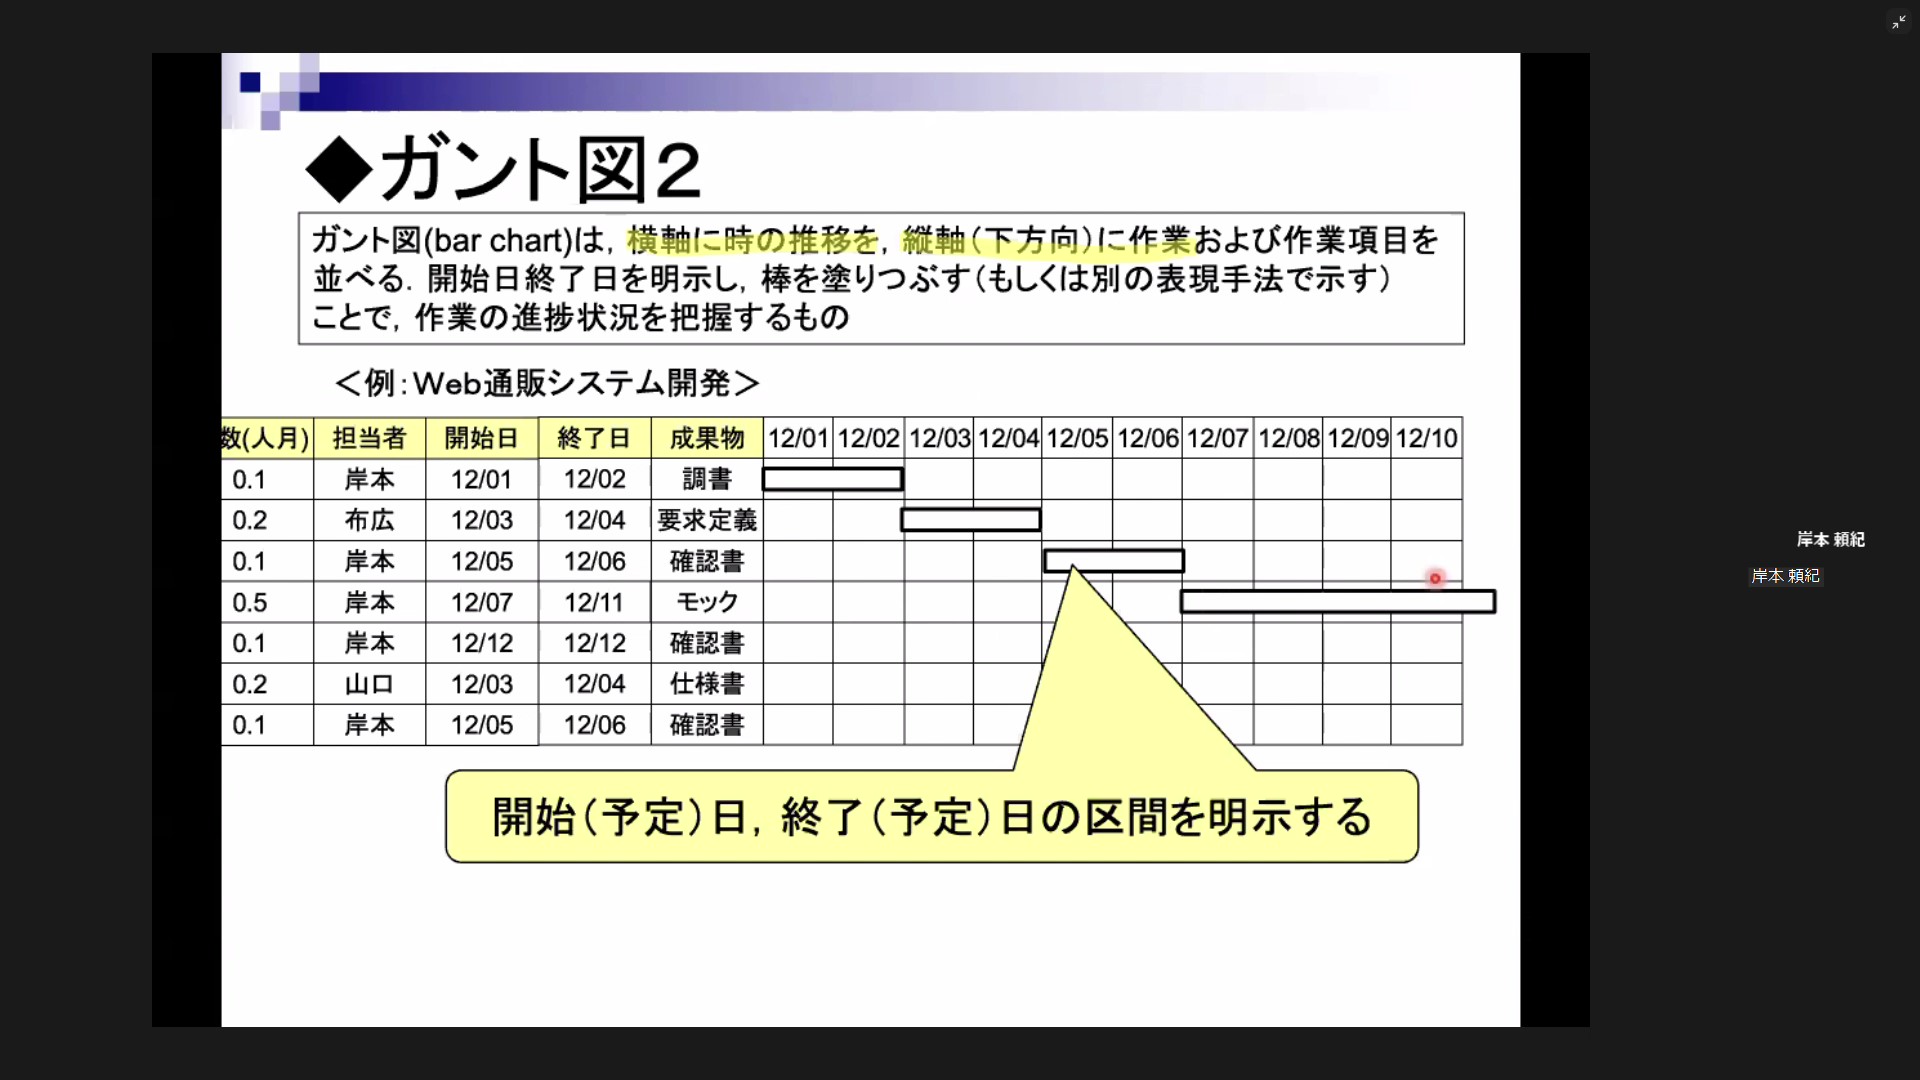 ◆ガント図２
ガント図(bar chart)は，横軸に時の推移を，縦軸（下方向）に作業および作業項目を
並べる．開始日終了日を明示し，棒を塗りつぶす（もしくは別の表現手法で示す）
ことで，作業の進捗状況を把握するもの
＜例：Web通販システム開発＞
数(人月) 担当者 開始日 終了日 成果物 12/01 12/02 12/03 12/04 12/05 12/06 12/07 12/08 12/09 12/10
0.1 岸本 12/01 12/02 調書
0.2 布広 12/03 12/04 要求定義
0.1 岸本 12/05 12/06 確認書
0.5 岸本 12/07 12/11 モック
0.1 岸本 12/12 12/12 確認書
0.2 山口 12/03 12/04 仕様書
0.1 岸本 12/05 12/06 確認書
開始（予定）日，終了（予定）日の区間を明示する
岸本 頼紀
岸本 頼紀